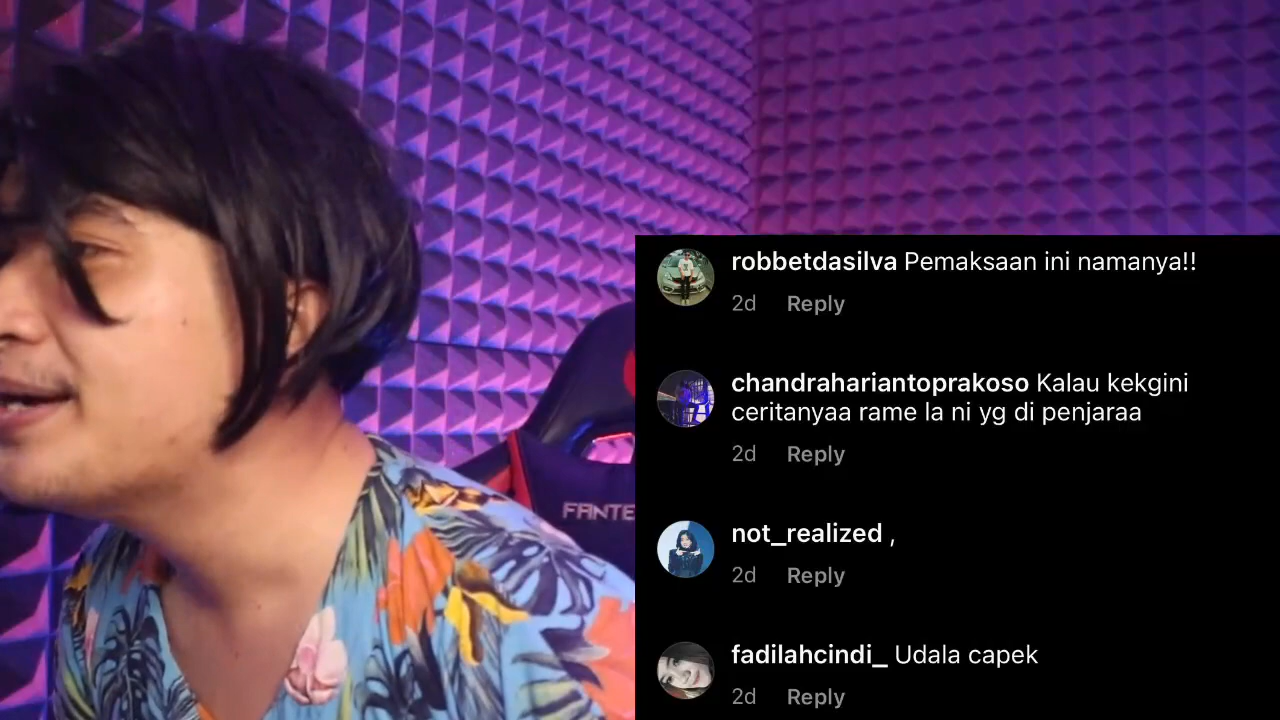 FANTE
robbetdasilva Pemaksaan ini namanya!!
2d Reply
chandrahariantoprakoso Kalau kekgini
ceritanyaa rame la ni yg di penjaraa
2d Reply
not_realized ,
2d Reply
fadilahcindi_ Udala capek
2d Reply